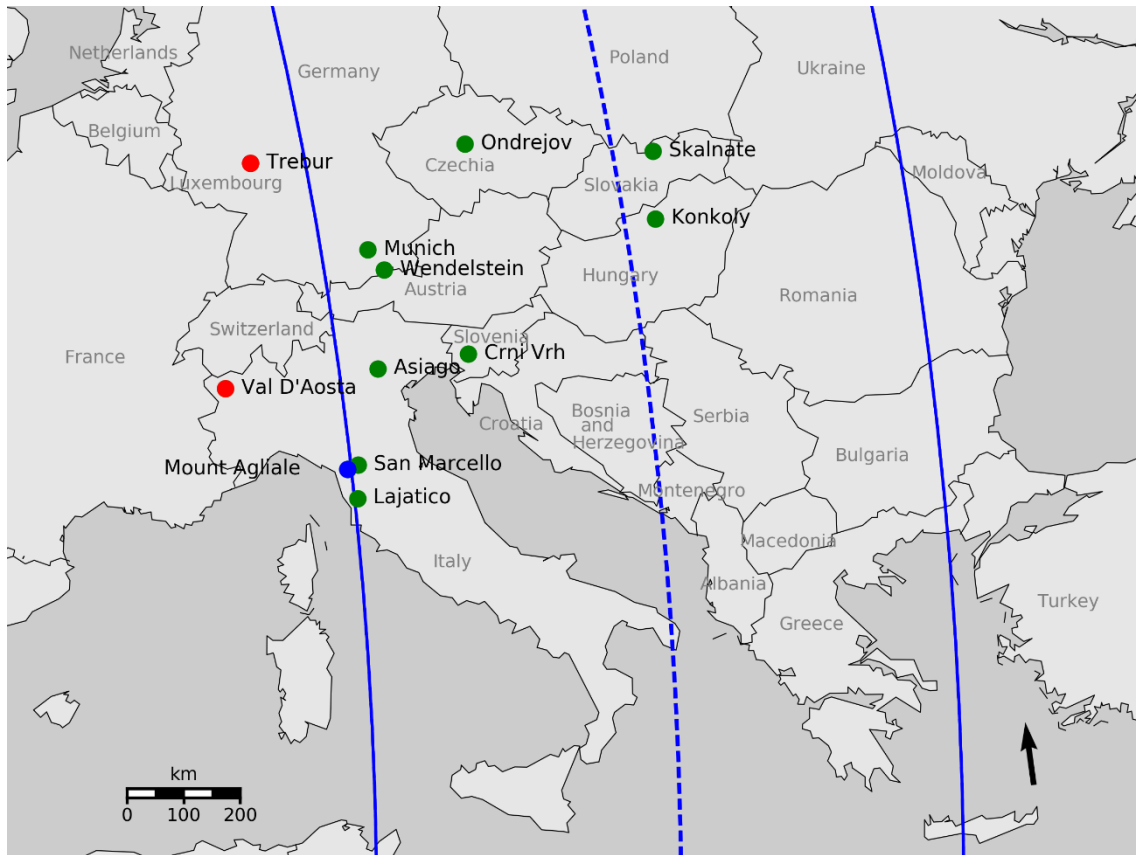 Netherlands
Germany
Poland
Ukraine
Belgium
Ondrejov
Skalnate
Trebur
Czechia
Luxembourg
Slovakia
Moldova
Konkoly
Munich
Wendelstein
Hungary
Austria
Romania
Switzerland
Slovenia
France
Crni Vrh
Asiago
Val D'Aosta
Croatia
Bosnia
and
Herzegovina
Serbia
Bulgaria
Mount Agliale
San Marcello
Lajatico
Montenegro
Macedonia
Italy
Albania
Greece
Turkey
km
0 100 200